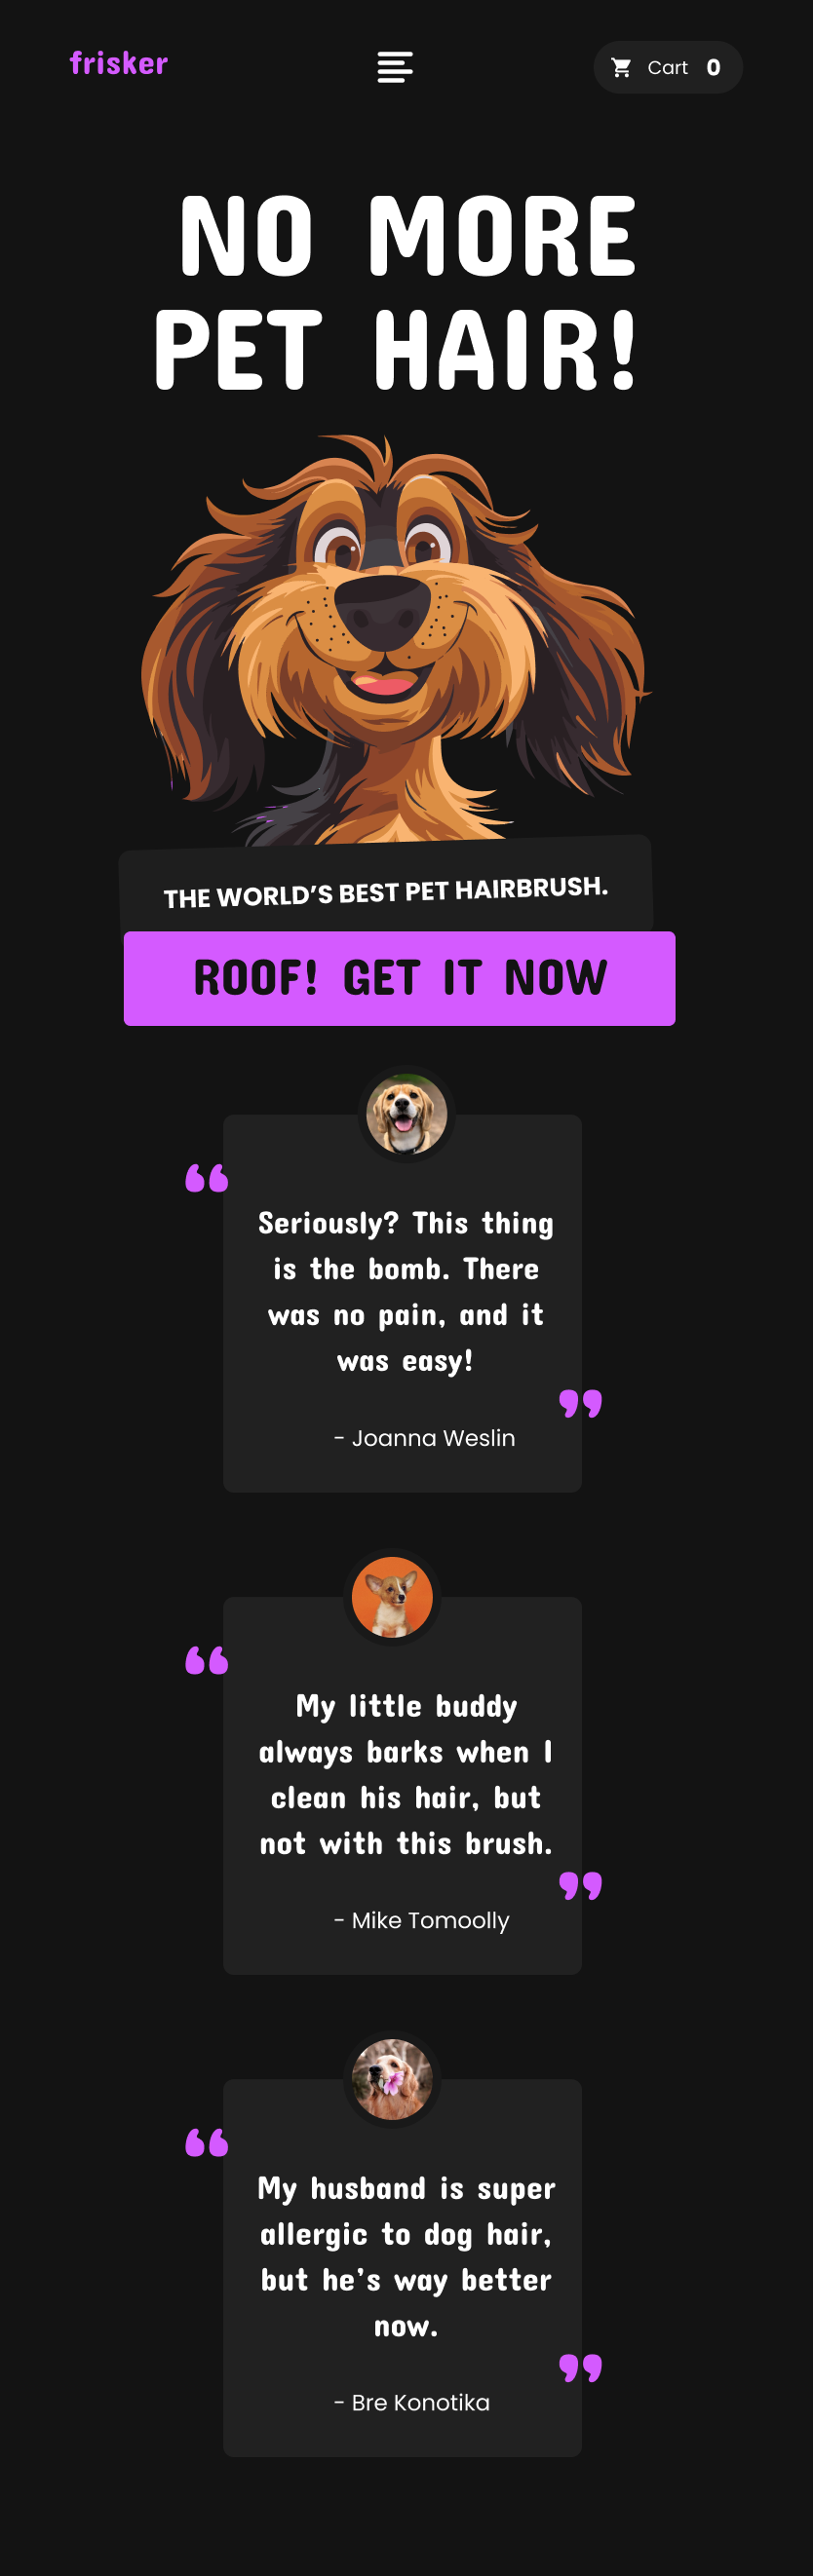 frisker
Cart 0
NO MORE
PET HAIR!
THE WORLD’S BEST PET HAIRBRUSH.
ROOF! GET IT NOW
“
Seriously? This thing
is the bomb. There
was no pain, and it
was easy!
”
- Joanna Weslin
“
My little buddy
always barks when I
clean his hair, but
not with this brush.
”
- Mike Tomoolly
“
My husband is super
allergic to dog hair,
but he’s way better
now.
”
- Bre Konotika